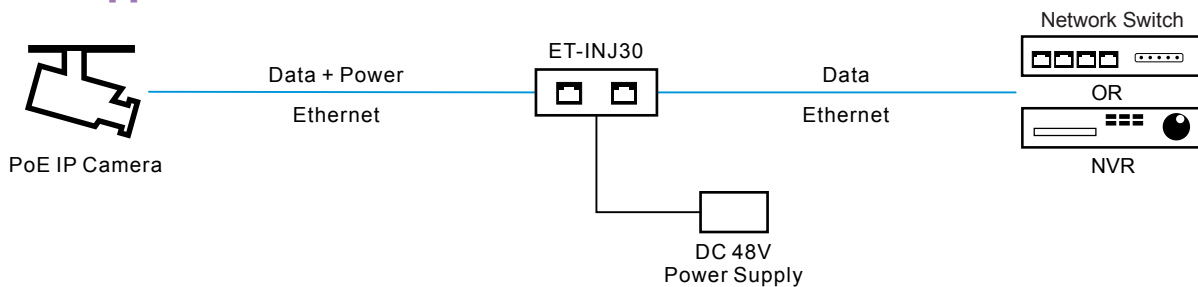 Network Switch
ET-INJ30
Data + Power
Data
OR
Ethernet
Ethernet
PoE IP Camera
NVR
DC 48V
Power Supply